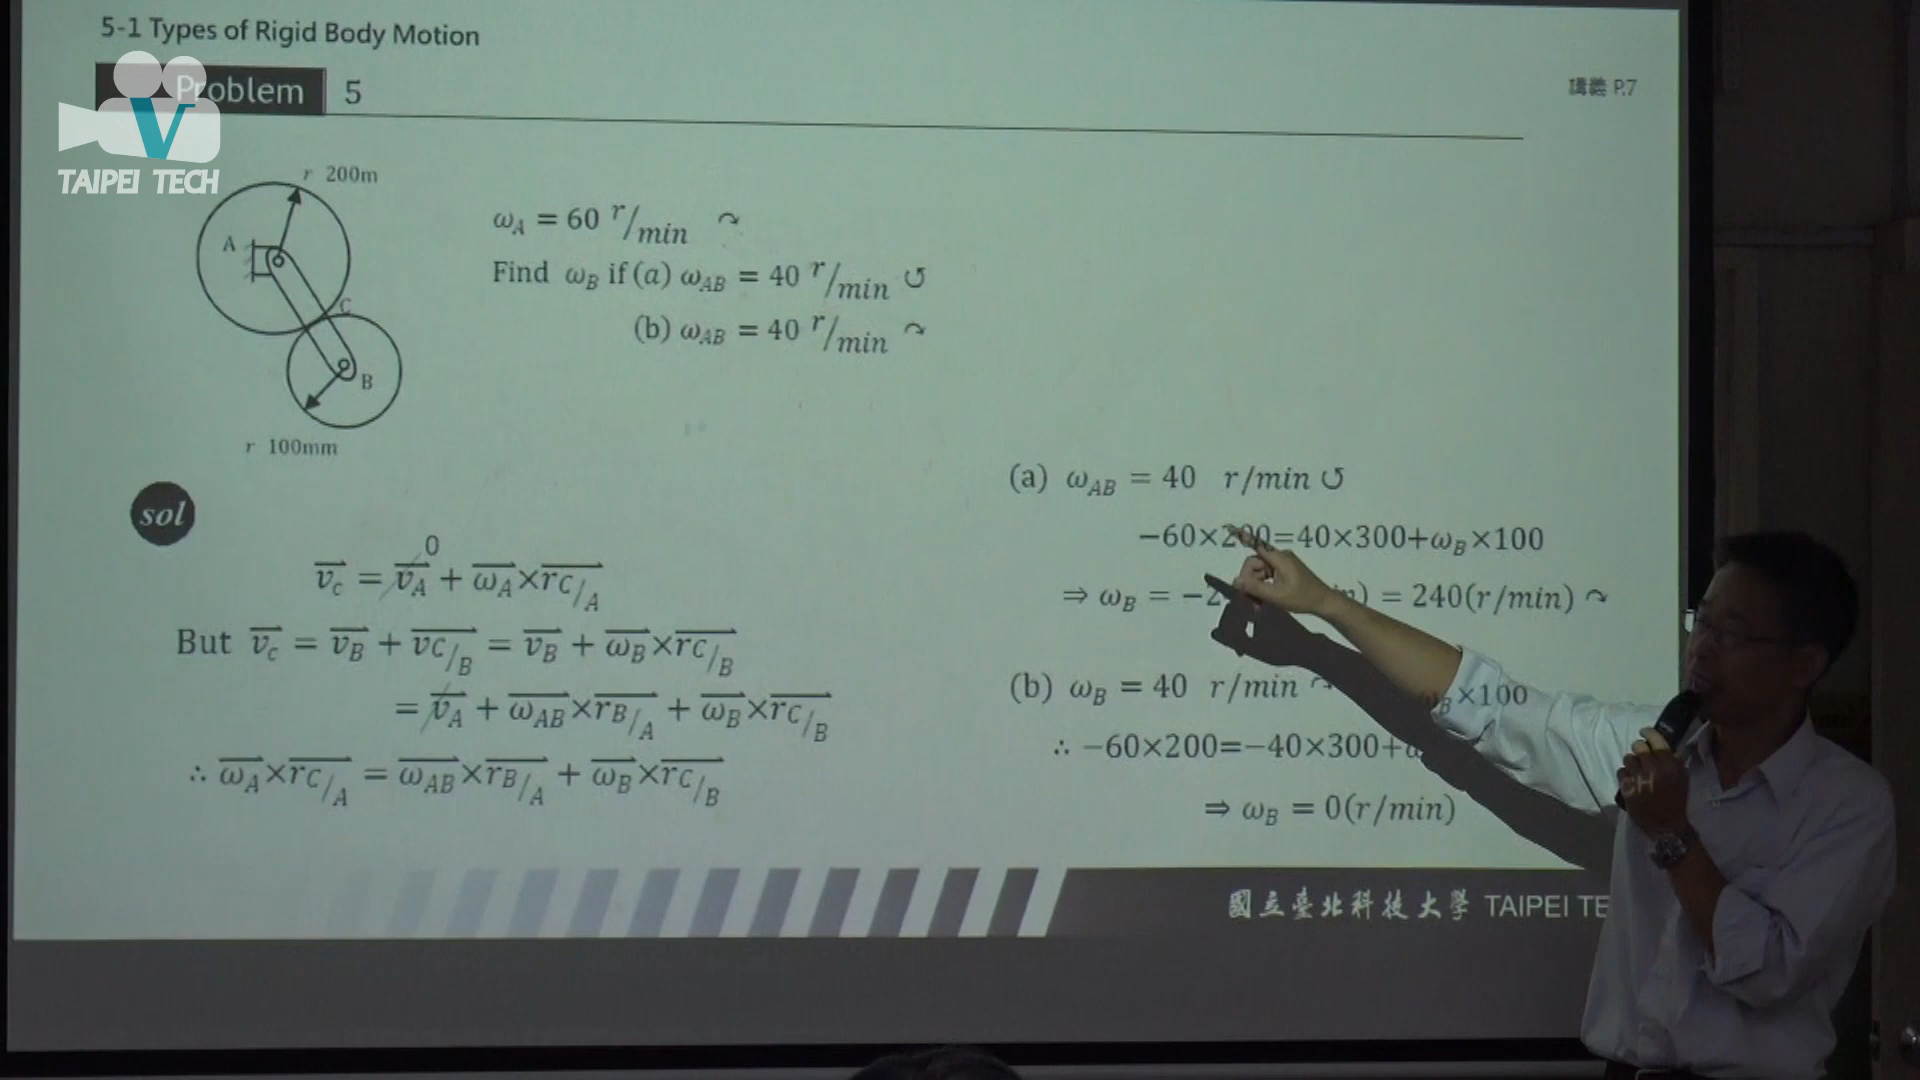 5-1 Types of Rigid Body Motion
Problem 5
講義 P.7
V
TAIPEI TECH
r 200m
A
C
B
r 100mm
ω_A = 60 r/min ↷
Find ω_B if (a) ω_AB = 40 r/min ↺
(b) ω_AB = 40 r/min ↷
sol
0
v_c = v_A + ω_A×r_C/A
But v_c = v_B + v_C/B = v_B + ω_B×r_C/B
= v_A + ω_AB×r_B/A + ω_B×r_C/B
∴ ω_A×r_C/A = ω_AB×r_B/A + ω_B×r_C/B
(a) ω_AB = 40 r/min ↺
−60×200=40×300+ω_B×100
⇒ ω_B = −2 ) = 240(r/min) ↷
(b) ω_B = 40 r/min ↷ ×100
∴ −60×200=−40×300+
⇒ ω_B = 0(r/min)
國立臺北科技大學 TAIPEI TE
CH